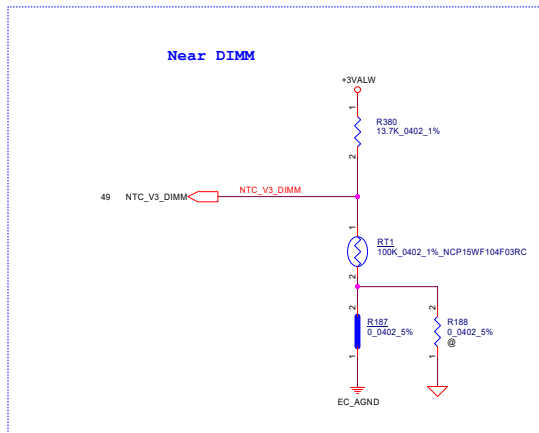 Near DIMM
+3VALW
1
R380
13.7K_0402_1%
2
49 NTC_V3_DIMM NTC_V3_DIMM
1
RT1
100K_0402_1%_NCP15WF104F03RC
2
2
R187
0_0402_5%
1
2
R188
0_0402_5%
@
1
EC_AGND